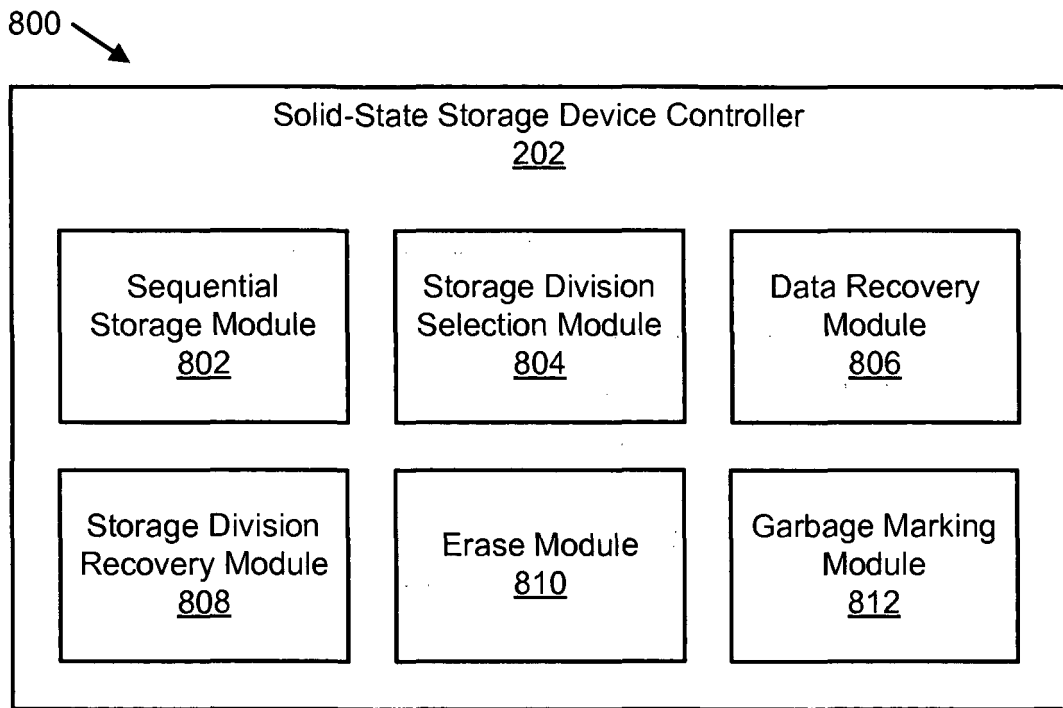 800
Solid-State Storage Device Controller
202
Sequential
Storage Module
802
Storage Division
Selection Module
804
Data Recovery
Module
806
Storage Division
Recovery Module
808
Erase Module
810
Garbage Marking
Module
812